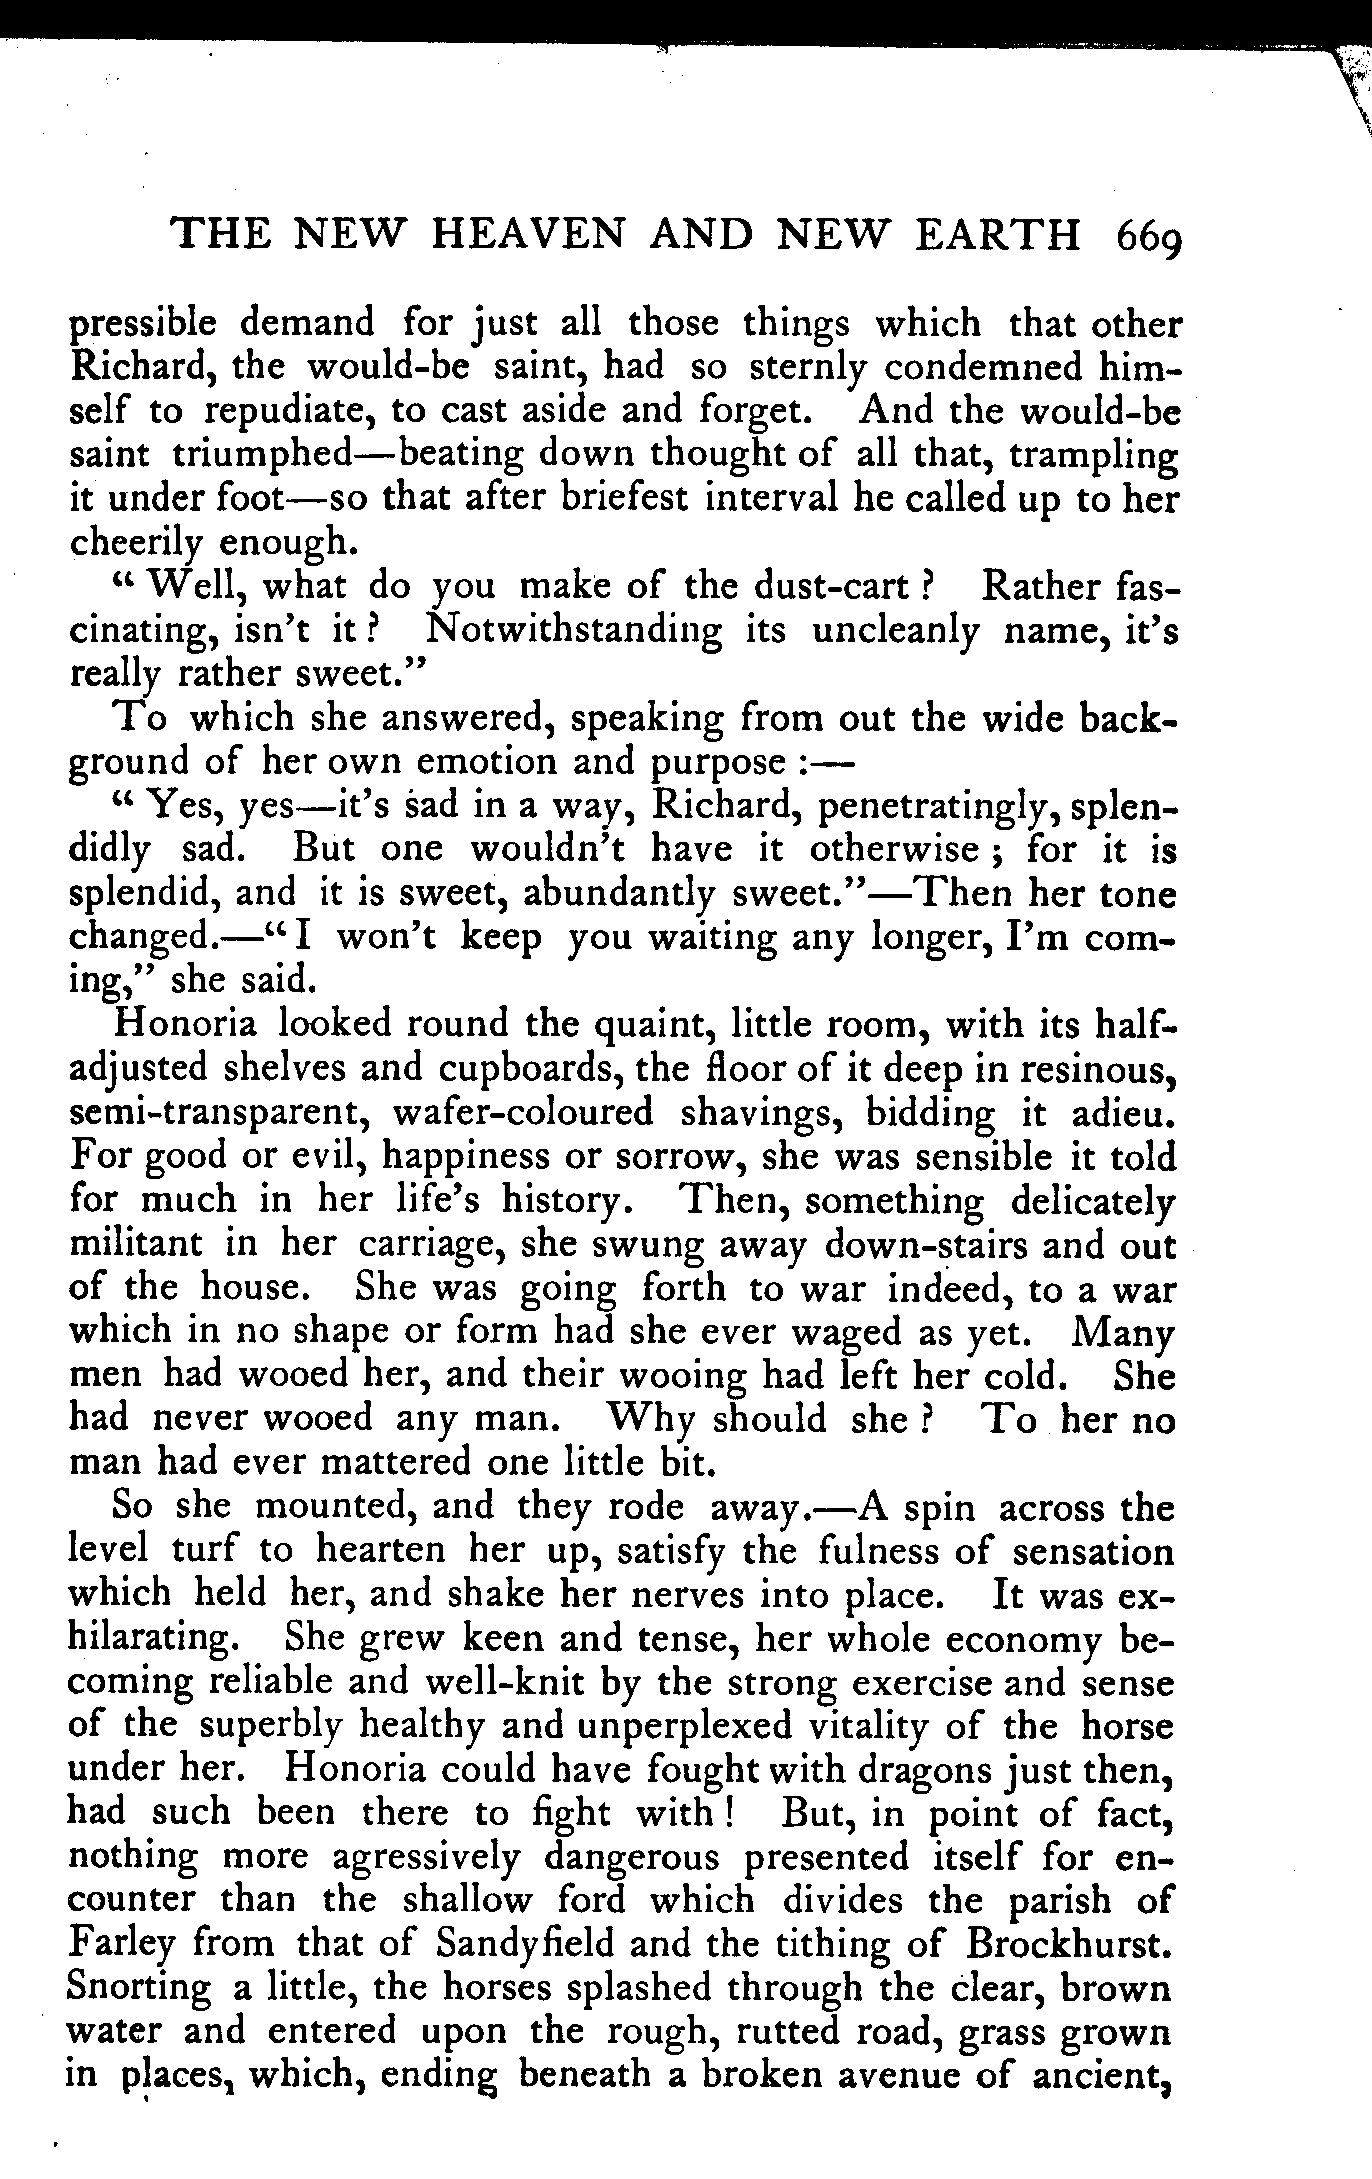 THE NEW HEAVEN AND NEW EARTH 669
pressible demand for just all those things which that other
Richard, the would-be saint, had so sternly condemned him-
self to repudiate, to cast aside and forget. And the would-be
saint triumphed—beating down thought of all that, trampling
it under foot—so that after briefest interval he called up to her
cheerily enough.
“ Well, what do you make of the dust-cart ? Rather fas-
cinating, isn't it ? Notwithstanding its uncleanly name, it's
really rather sweet.”
To which she answered, speaking from out the wide back-
ground of her own emotion and purpose :—
“ Yes, yes—it's sad in a way, Richard, penetratingly, splen-
didly sad. But one wouldn't have it otherwise ; for it is
splendid, and it is sweet, abundantly sweet.”—Then her tone
changed.—“ I won't keep you waiting any longer, I'm com-
ing,” she said.
Honoria looked round the quaint, little room, with its half-
adjusted shelves and cupboards, the floor of it deep in resinous,
semi-transparent, wafer-coloured shavings, bidding it adieu.
For good or evil, happiness or sorrow, she was sensible it told
for much in her life's history. Then, something delicately
militant in her carriage, she swung away down-stairs and out
of the house. She was going forth to war indeed, to a war
which in no shape or form had she ever waged as yet. Many
men had wooed her, and their wooing had left her cold. She
had never wooed any man. Why should she ? To her no
man had ever mattered one little bit.
So she mounted, and they rode away.—A spin across the
level turf to hearten her up, satisfy the fulness of sensation
which held her, and shake her nerves into place. It was ex-
hilarating. She grew keen and tense, her whole economy be-
coming reliable and well-knit by the strong exercise and sense
of the superbly healthy and unperplexed vitality of the horse
under her. Honoria could have fought with dragons just then,
had such been there to fight with ! But, in point of fact,
nothing more agressively dangerous presented itself for en-
counter than the shallow ford which divides the parish of
Farley from that of Sandyfield and the tithing of Brockhurst.
Snorting a little, the horses splashed through the clear, brown
water and entered upon the rough, rutted road, grass grown
in places, which, ending beneath a broken avenue of ancient,